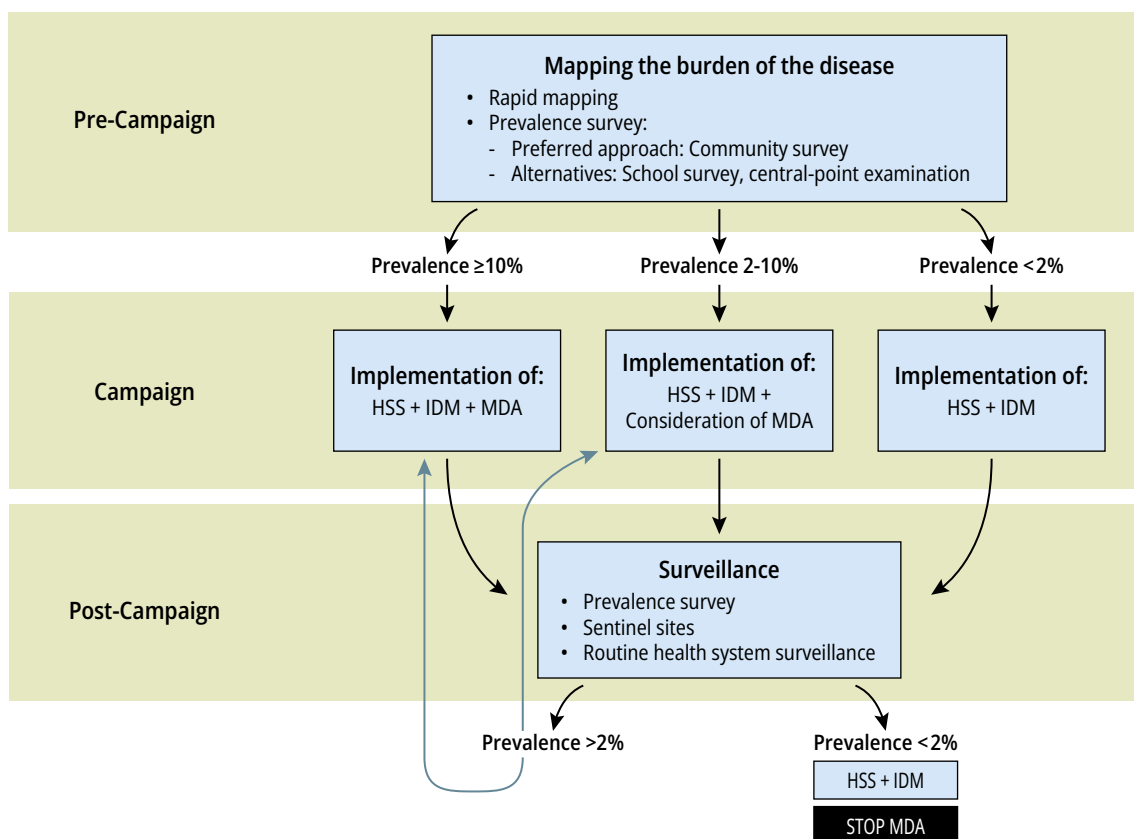 Pre-Campaign
Mapping the burden of the disease
• Rapid mapping
• Prevalence survey:
- Preferred approach: Community survey
- Alternatives: School survey, central-point examination
Prevalence ≥10%
Prevalence 2-10%
Prevalence <2%
Campaign
Implementation of:
HSS + IDM + MDA
Implementation of:
HSS + IDM +
Consideration of MDA
Implementation of:
HSS + IDM
Post-Campaign
Surveillance
• Prevalence survey
• Sentinel sites
• Routine health system surveillance
Prevalence >2%
Prevalence <2%
HSS + IDM
STOP MDA